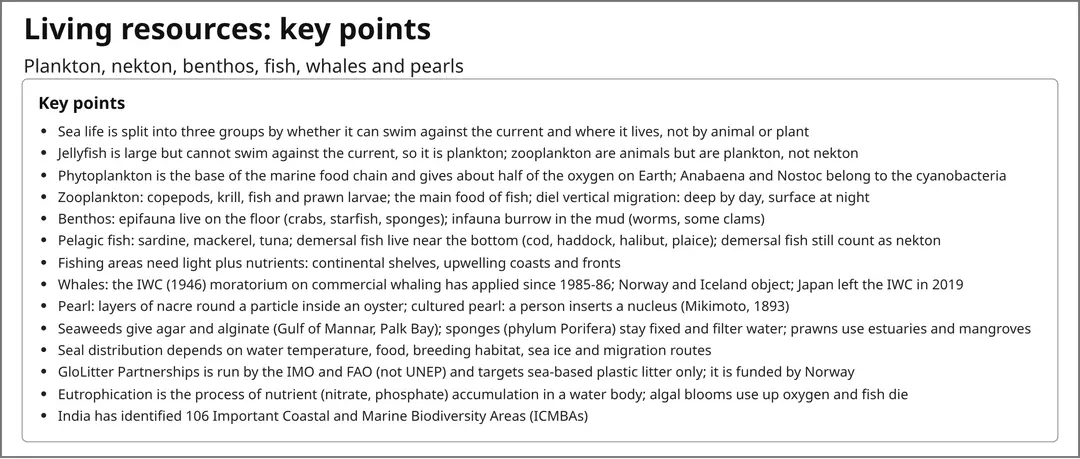 Living resources: key points
Plankton, nekton, benthos, fish, whales and pearls
Key points
• Sea life is split into three groups by whether it can swim against the current and where it lives, not by animal or plant
• Jellyfish is large but cannot swim against the current, so it is plankton; zooplankton are animals but are plankton, not nekton
• Phytoplankton is the base of the marine food chain and gives about half of the oxygen on Earth; Anabaena and Nostoc belong to the cyanobacteria
• Zooplankton: copepods, krill, fish and prawn larvae; the main food of fish; diel vertical migration: deep by day, surface at night
• Benthos: epifauna live on the floor (crabs, starfish, sponges); infauna burrow in the mud (worms, some clams)
• Pelagic fish: sardine, mackerel, tuna; demersal fish live near the bottom (cod, haddock, halibut, plaice); demersal fish still count as nekton
• Fishing areas need light plus nutrients: continental shelves, upwelling coasts and fronts
• Whales: the IWC (1946) moratorium on commercial whaling has applied since 1985-86; Norway and Iceland object; Japan left the IWC in 2019
• Pearl: layers of nacre round a particle inside an oyster; cultured pearl: a person inserts a nucleus (Mikimoto, 1893)
• Seaweeds give agar and alginate (Gulf of Mannar, Palk Bay); sponges (phylum Porifera) stay fixed and filter water; prawns use estuaries and mangroves
• Seal distribution depends on water temperature, food, breeding habitat, sea ice and migration routes
• GloLitter Partnerships is run by the IMO and FAO (not UNEP) and targets sea-based plastic litter only; it is funded by Norway
• Eutrophication is the process of nutrient (nitrate, phosphate) accumulation in a water body; algal blooms use up oxygen and fish die
• India has identified 106 Important Coastal and Marine Biodiversity Areas (ICMBAs)